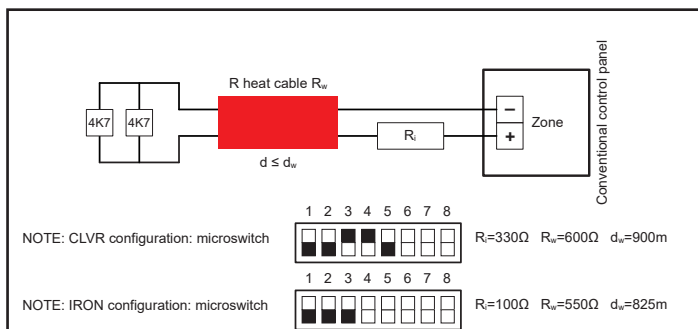 R heat cable Rw
4K7 4K7
Ri
−
+
Zone
Conventional control panel
d ≤ dw
1 2 3 4 5 6 7 8
NOTE: CLVR configuration: microswitch Ri=330Ω Rw=600Ω dw=900m
1 2 3 4 5 6 7 8
NOTE: IRON configuration: microswitch Ri=100Ω Rw=550Ω dw=825m